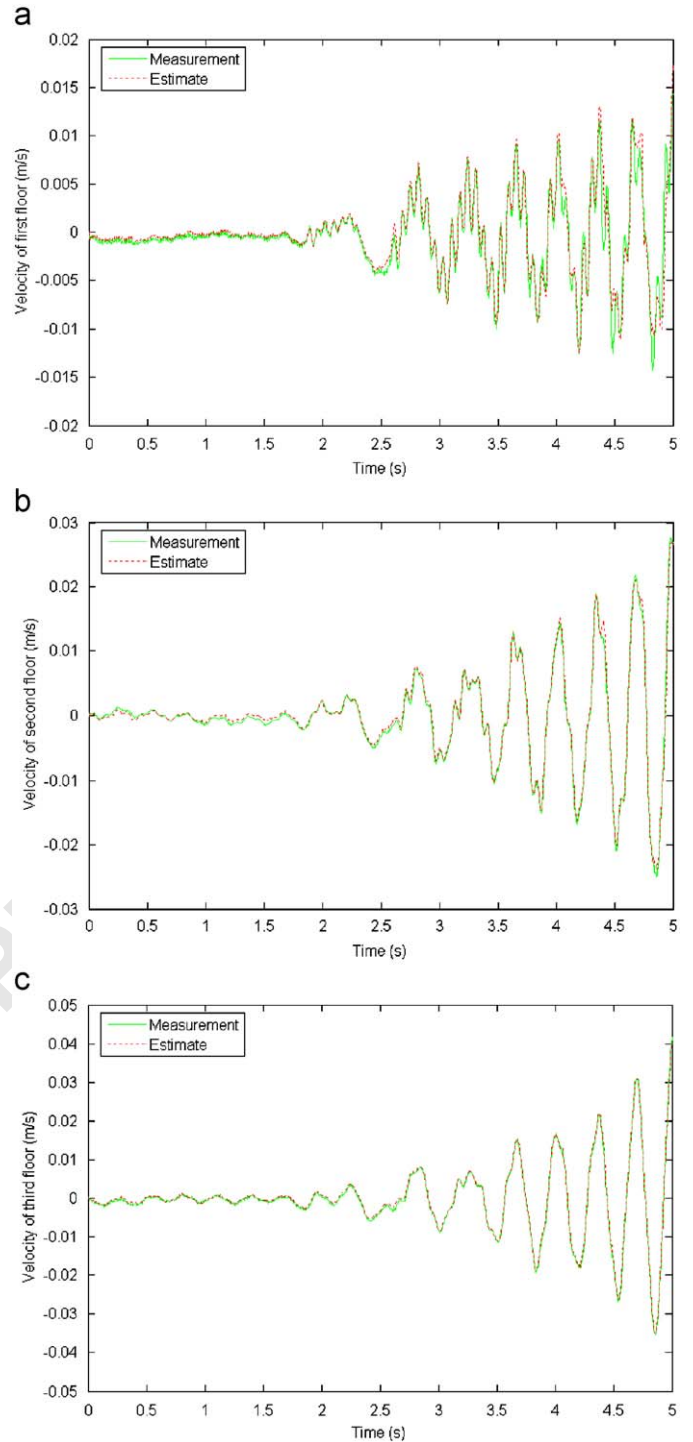 a
0.02
0.015
0.01
0.005
0
-0.005
-0.01
-0.015
-0.02
Velocity of first floor (m/s)
Measurement
Estimate
0 0.5 1 1.5 2 2.5 3 3.5 4 4.5 5
Time (s)
b
0.03
0.02
0.01
0
-0.01
-0.02
-0.03
Velocity of second floor (m/s)
Measurement
Estimate
0 0.5 1 1.5 2 2.5 3 3.5 4 4.5 5
Time (s)
c
0.05
0.04
0.03
0.02
0.01
0
-0.01
-0.02
-0.03
-0.04
-0.05
Velocity of third floor (m/s)
Measurement
Estimate
0 0.5 1 1.5 2 2.5 3 3.5 4 4.5 5
Time (s)